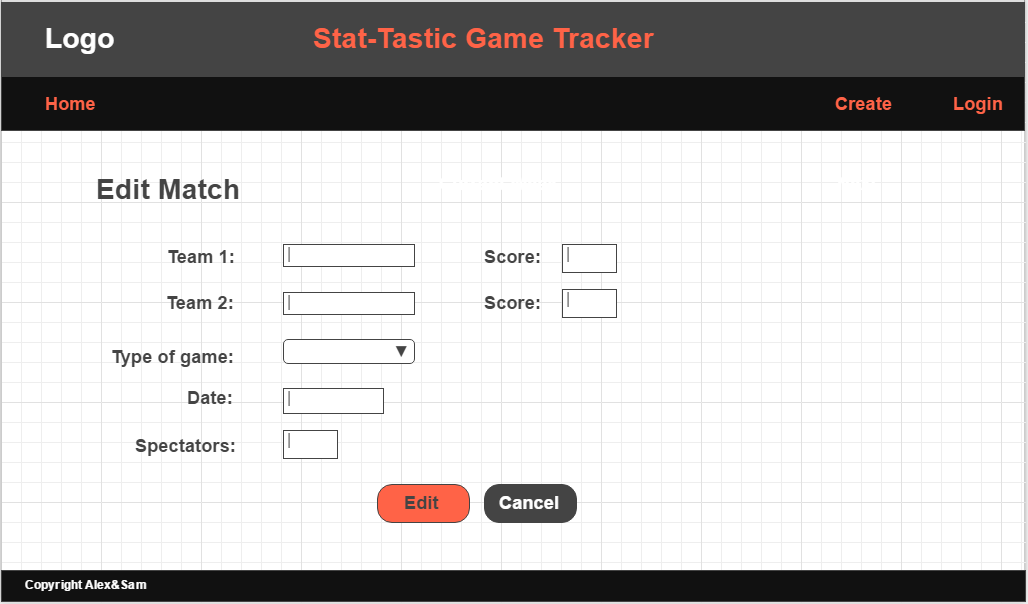 Logo
Stat-Tastic Game Tracker
Home
Create
Login
Edit Match
Team 1:
Score:
Team 2:
Score:
Type of game:
Date:
Spectators:
Edit
Cancel
Copyright Alex&Sam